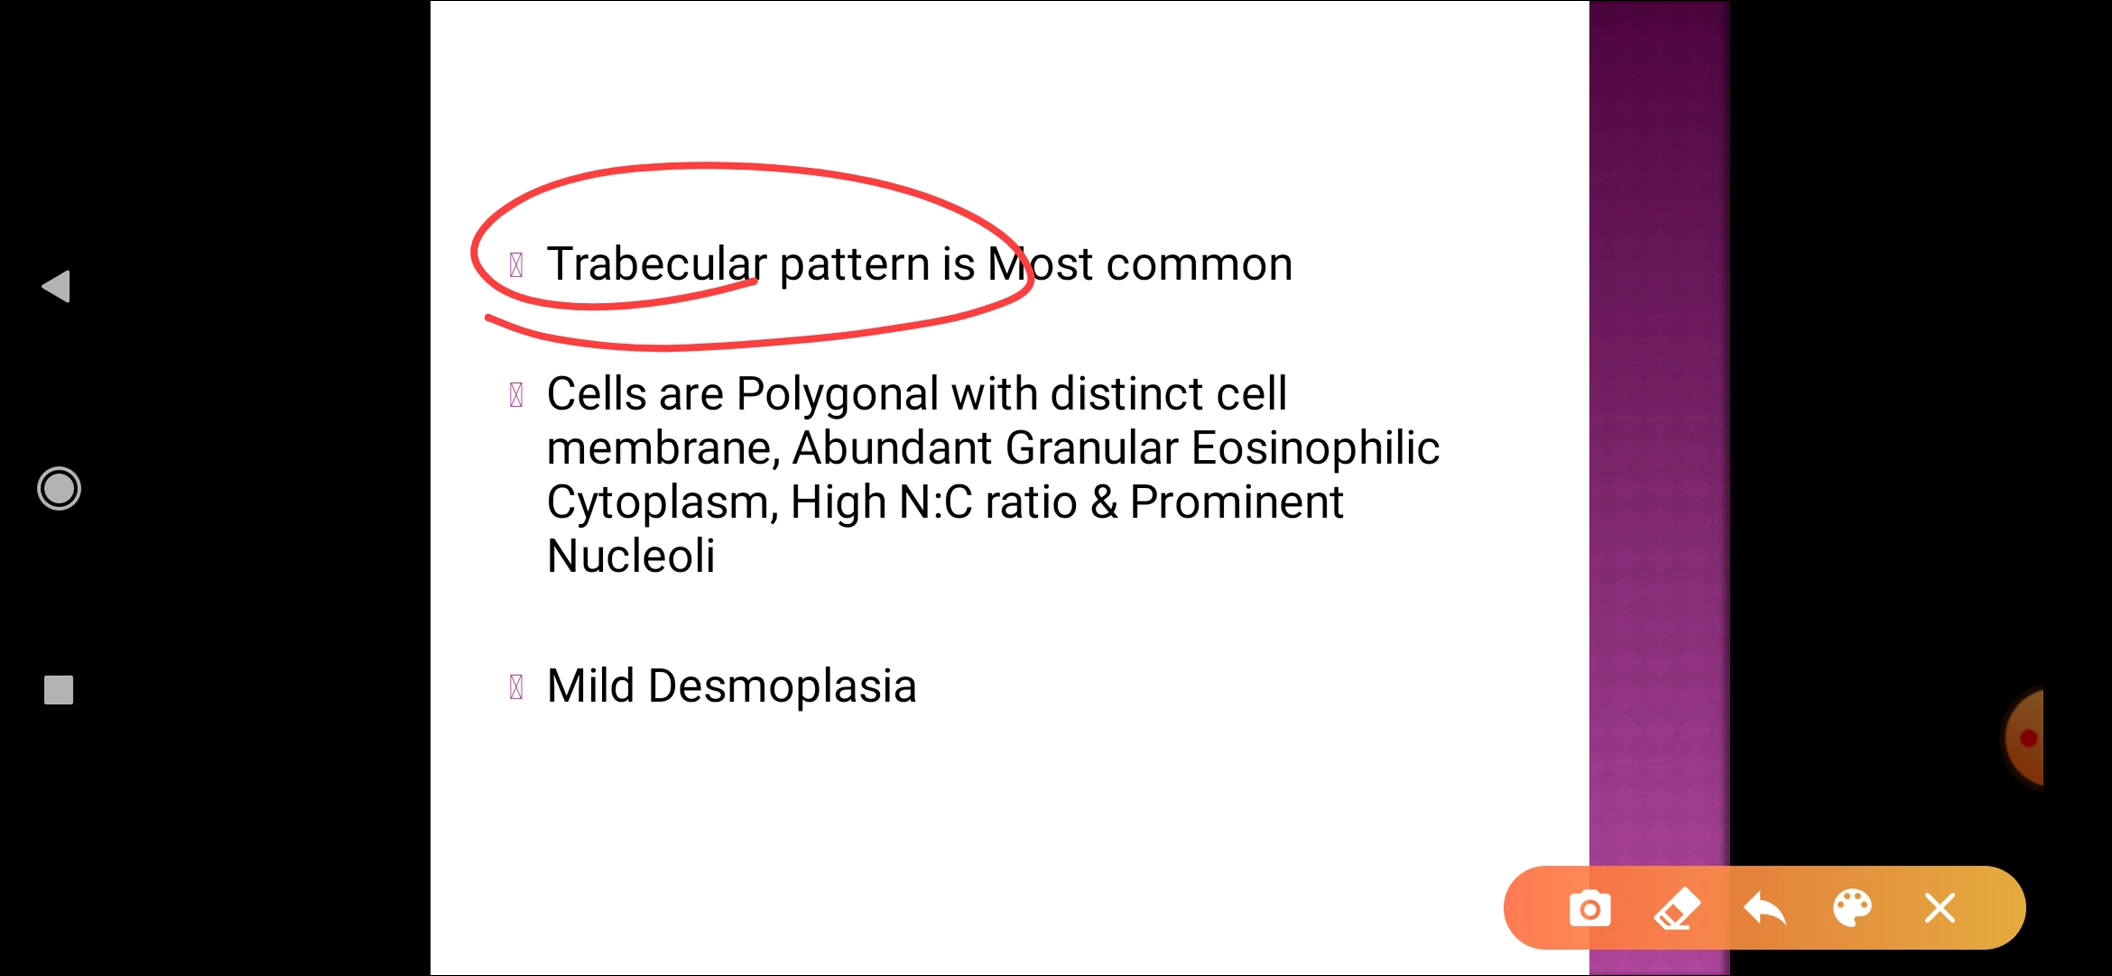 Trabecular pattern is Most common
Cells are Polygonal with distinct cell
membrane, Abundant Granular Eosinophilic
Cytoplasm, High N:C ratio & Prominent
Nucleoli
Mild Desmoplasia